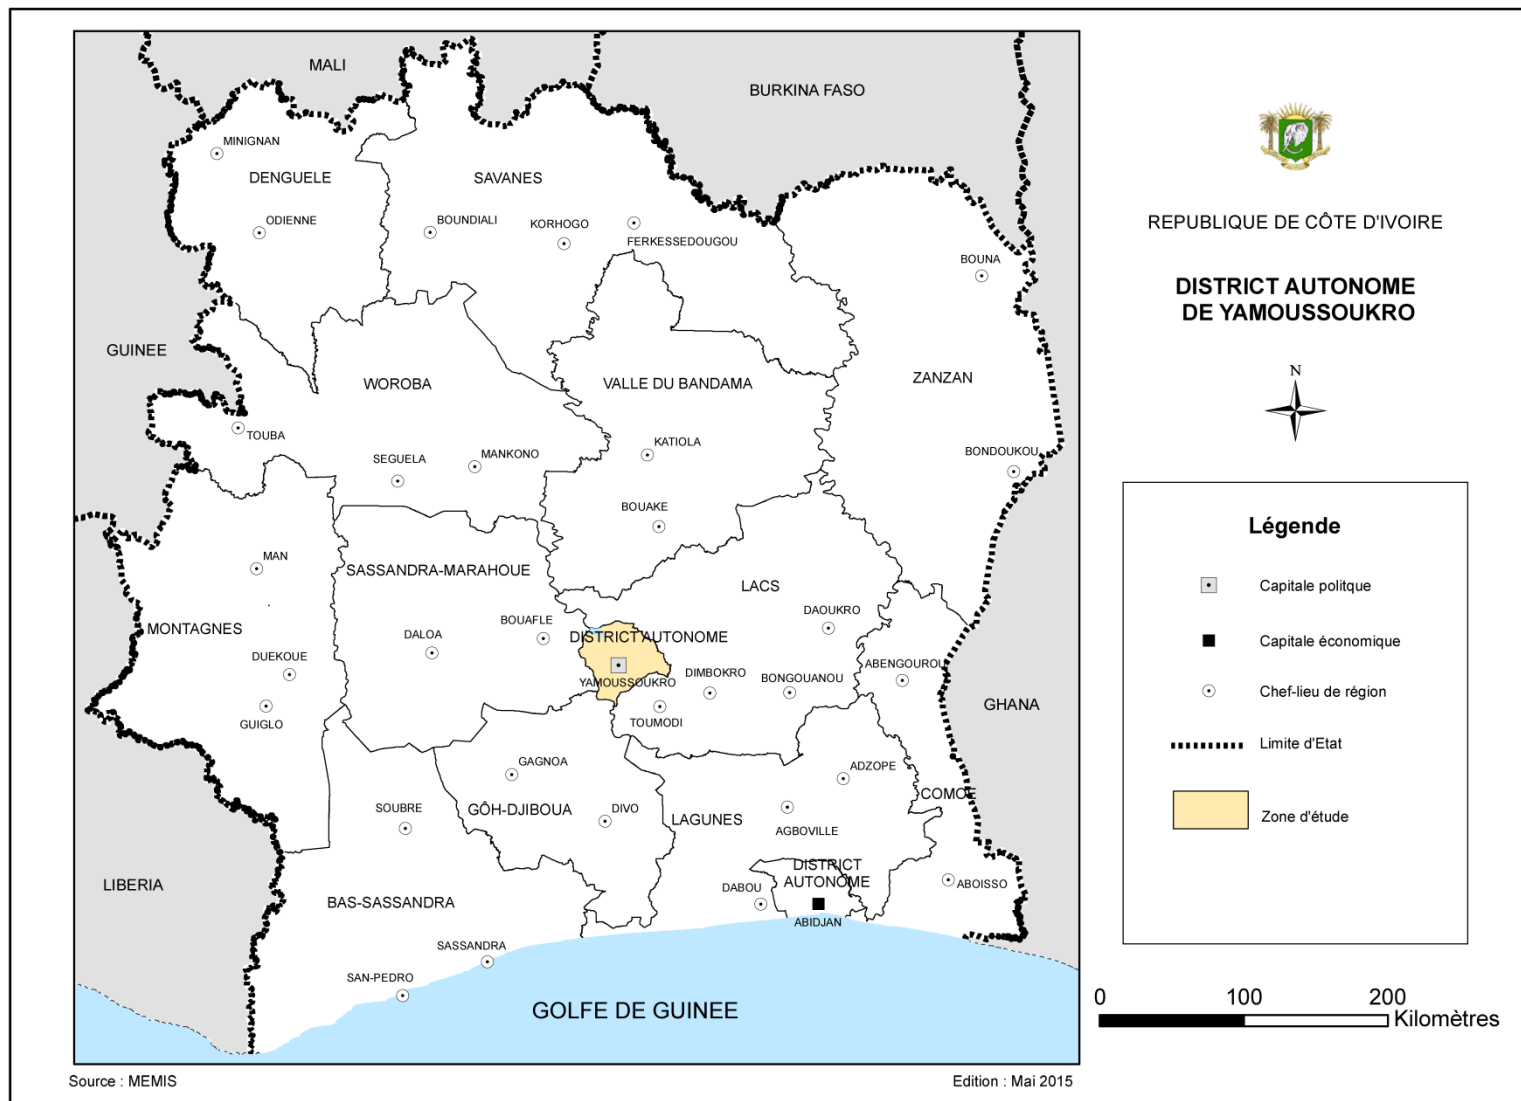 MALI
BURKINA FASO
MINIGNAN
DENGUELE
SAVANES
ODIENNE
BOUNDIALI
KORHOGO
FERKESSEDOUGOU
BOUNA
GUINEE
WOROBA
VALLE DU BANDAMA
ZANZAN
TOUBA
SEGUELA
MANKONO
KATIOLA
BONDOUKOU
BOUAKE
MAN
SASSANDRA-MARAHOUE
LACS
MONTAGNES
DALOA
BOUAFLE
DISTRICT AUTONOME
DAOUKRO
DUEKOUE
YAMOUSSOUKRO
DIMBOKRO
BONGOUANOU
ABENGOUROU
GUIGLO
TOUMODI
GHANA
GAGNOA
ADZOPE
SOUBRE
GÔH-DJIBOUA
DIVO
LAGUNES
AGBOVILLE
COMOE
LIBERIA
BAS-SASSANDRA
DABOU
DISTRICT
AUTONOME
ABIDJAN
ABOISSO
SASSANDRA
SAN-PEDRO
GOLFE DE GUINEE
Source : MEMIS
Edition : Mai 2015
REPUBLIQUE DE CÔTE D'IVOIRE
DISTRICT AUTONOME
DE YAMOUSSOUKRO
N
Légende
Capitale politque
Capitale économique
Chef-lieu de région
Limite d'Etat
Zone d'étude
0 100 200
Kilomètres